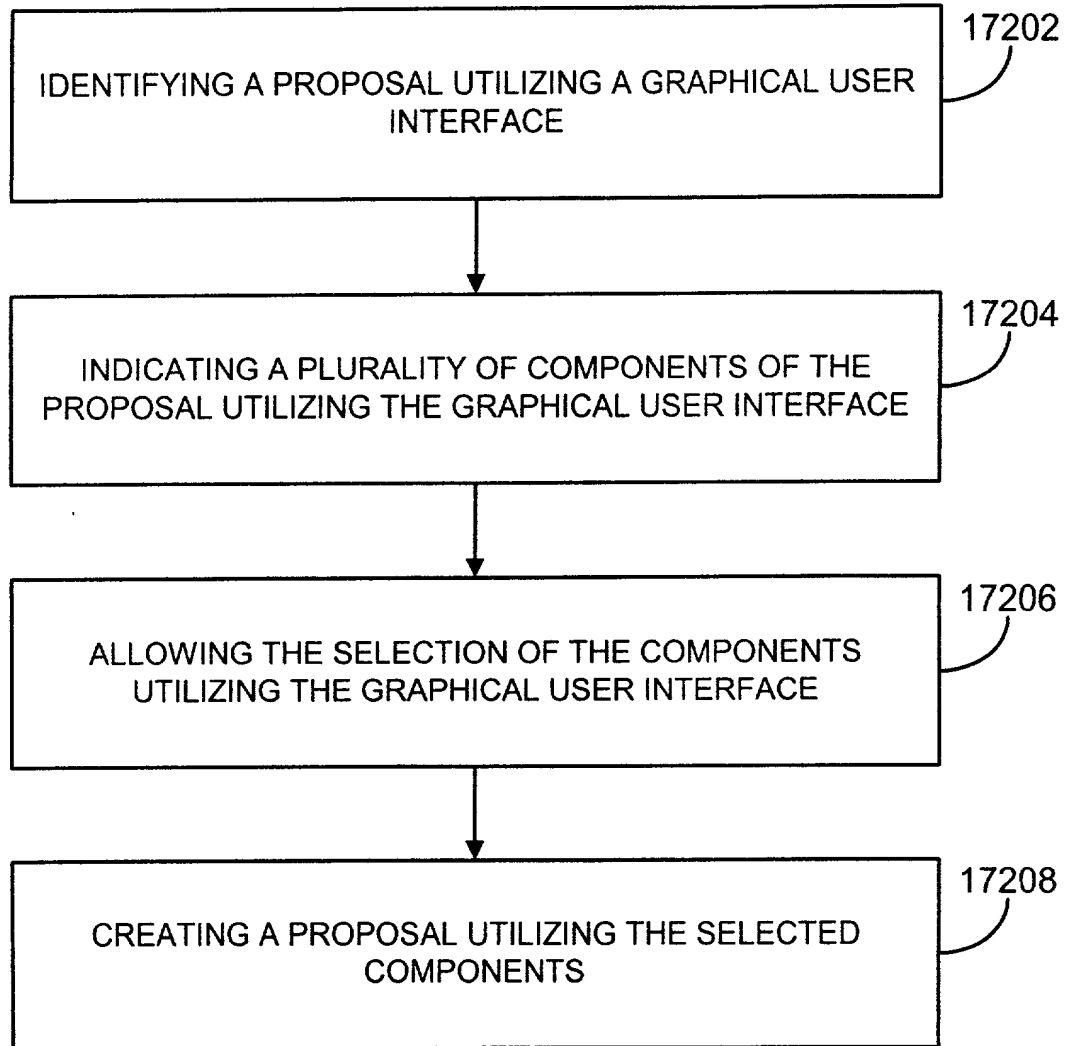 17202
IDENTIFYING A PROPOSAL UTILIZING A GRAPHICAL USER
INTERFACE
17204
INDICATING A PLURALITY OF COMPONENTS OF THE
PROPOSAL UTILIZING THE GRAPHICAL USER INTERFACE
17206
ALLOWING THE SELECTION OF THE COMPONENTS
UTILIZING THE GRAPHICAL USER INTERFACE
17208
CREATING A PROPOSAL UTILIZING THE SELECTED
COMPONENTS